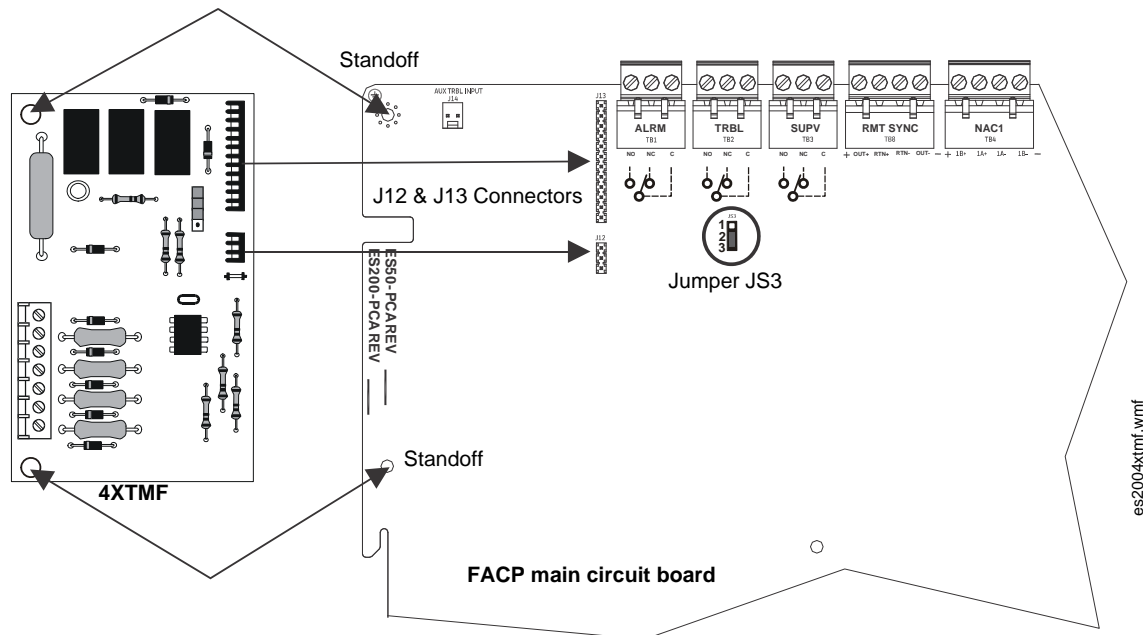 Standoff
AUX TRBL INPUT
J14
J13
ALRM
TB1
TRBL
TB2
SUPV
TB3
RMT SYNC
TB8
NAC1
TB4
NO NC C
NO NC C
NO NC C
+ OUT+ RTN+ RTN- OUT- -
+ 1B+ 1A+ 1A- 1B- -
J12 & J13 Connectors
J12
JS3
1
2
3
Jumper JS3
ES50-PCA REV
ES200-PCA REV
Standoff
4XTMF
FACP main circuit board
es2004xtmf.wmf